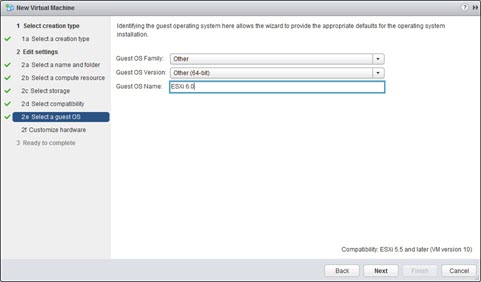 New Virtual Machine
1 Select creation type
1a Select a creation type
2 Edit settings
2a Select a name and folder
2b Select a compute resource
2c Select storage
2d Select compatibility
2e Select a guest OS
2f Customize hardware
3 Ready to complete
Identifying the guest operating system here allows the wizard to provide the appropriate defaults for the operating system
installation.
Guest OS Family: Other
Guest OS Version: Other (64-bit)
Guest OS Name: ESXi 6.0
Compatibility: ESXi 5.5 and later (VM version 10)
Back Next Finish Cancel